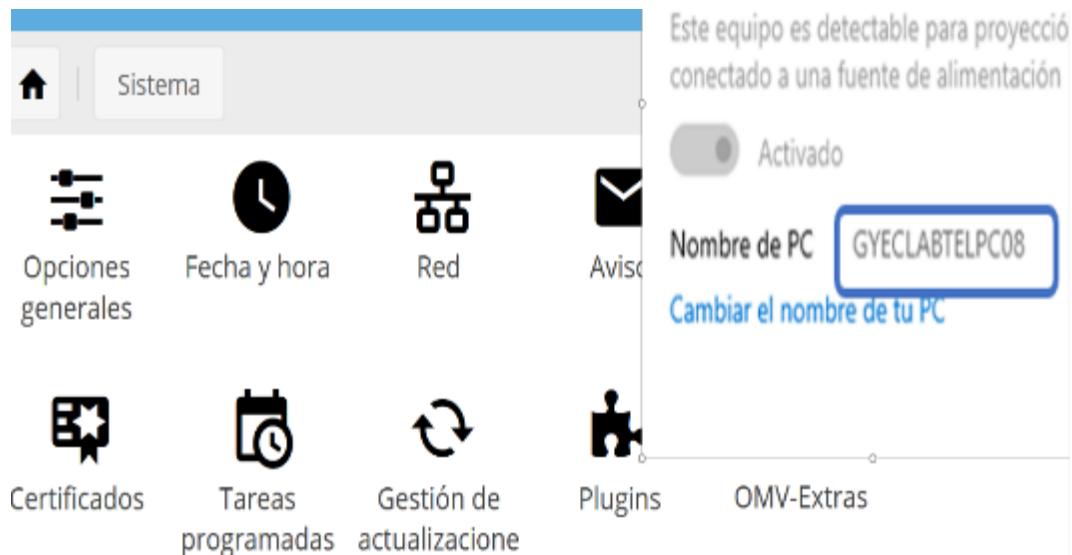 Sistema
Opciones
generales
Fecha y hora
Red
Certificados
Tareas
programadas
Gestión de
actualizacione
Plugins
OMV-Extras
Este equipo es detectable para
conectado a una fuente de alimentación
Activado
Nombre de PC GYECLABTELPC08
Cambiar el nombre de tu PC